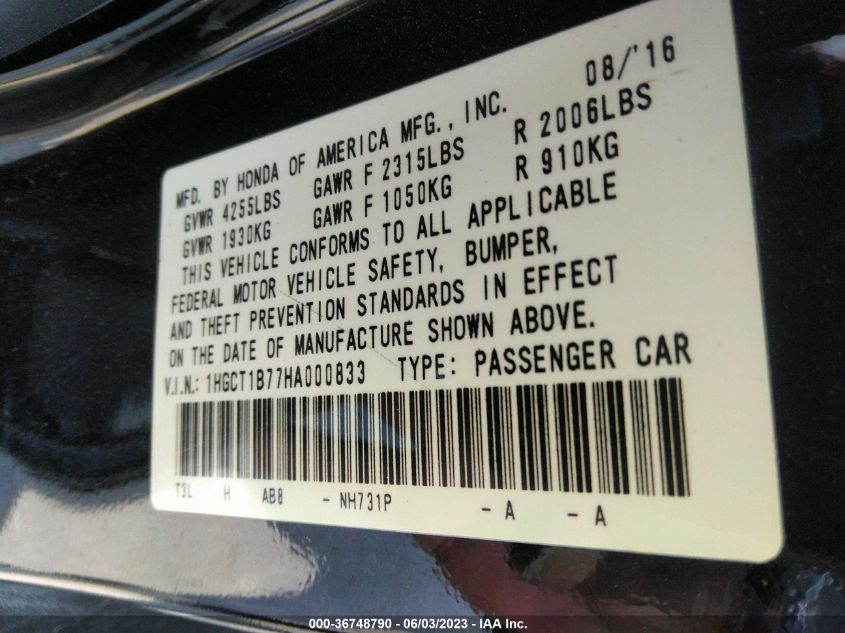 08/'16
MFD. BY HONDA OF AMERICA MFG., INC.
GVWR 4255LBS GAWR F 2315LBS R 2006LBS
GVWR 1930KG GAWR F 1050KG R 910KG
THIS VEHICLE CONFORMS TO ALL APPLICABLE
FEDERAL MOTOR VEHICLE SAFETY, BUMPER,
AND THEFT PREVENTION STANDARDS IN EFFECT
ON THE DATE OF MANUFACTURE SHOWN ABOVE.
V.I.N.: 1HGCT1B77HA000833 TYPE: PASSENGER CAR
T3L H AB0 - NH731P - A - A
000-36748790 - 06/03/2023 - IAA Inc.